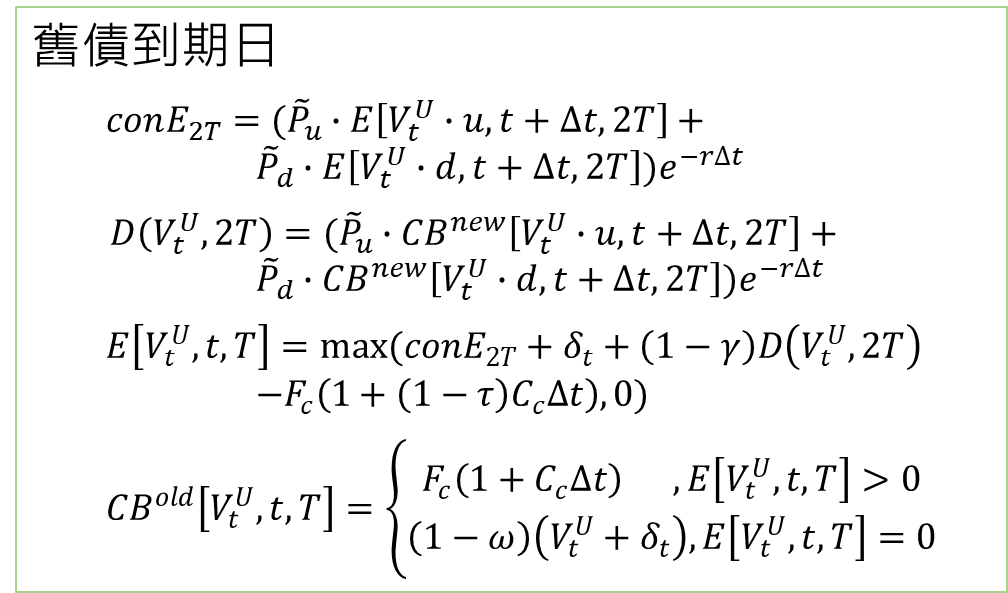 舊債到期日
conE_{2T} = (P̃_u · E[V_t^U · u, t + Δt, 2T] +
P̃_d · E[V_t^U · d, t + Δt, 2T])e^{-rΔt}
D(V_t^U, 2T) = (P̃_u · CB^{new}[V_t^U · u, t + Δt, 2T] +
P̃_d · CB^{new}[V_t^U · d, t + Δt, 2T])e^{-rΔt}
E[V_t^U, t, T] = max(conE_{2T} + δ_t + (1 − γ)D(V_t^U, 2T)
−F_c(1 + (1 − τ)C_cΔt), 0)
CB^{old}[V_t^U, t, T] = { F_c(1 + C_cΔt) , E[V_t^U, t, T] > 0
(1 − ω)(V_t^U + δ_t), E[V_t^U, t, T] = 0